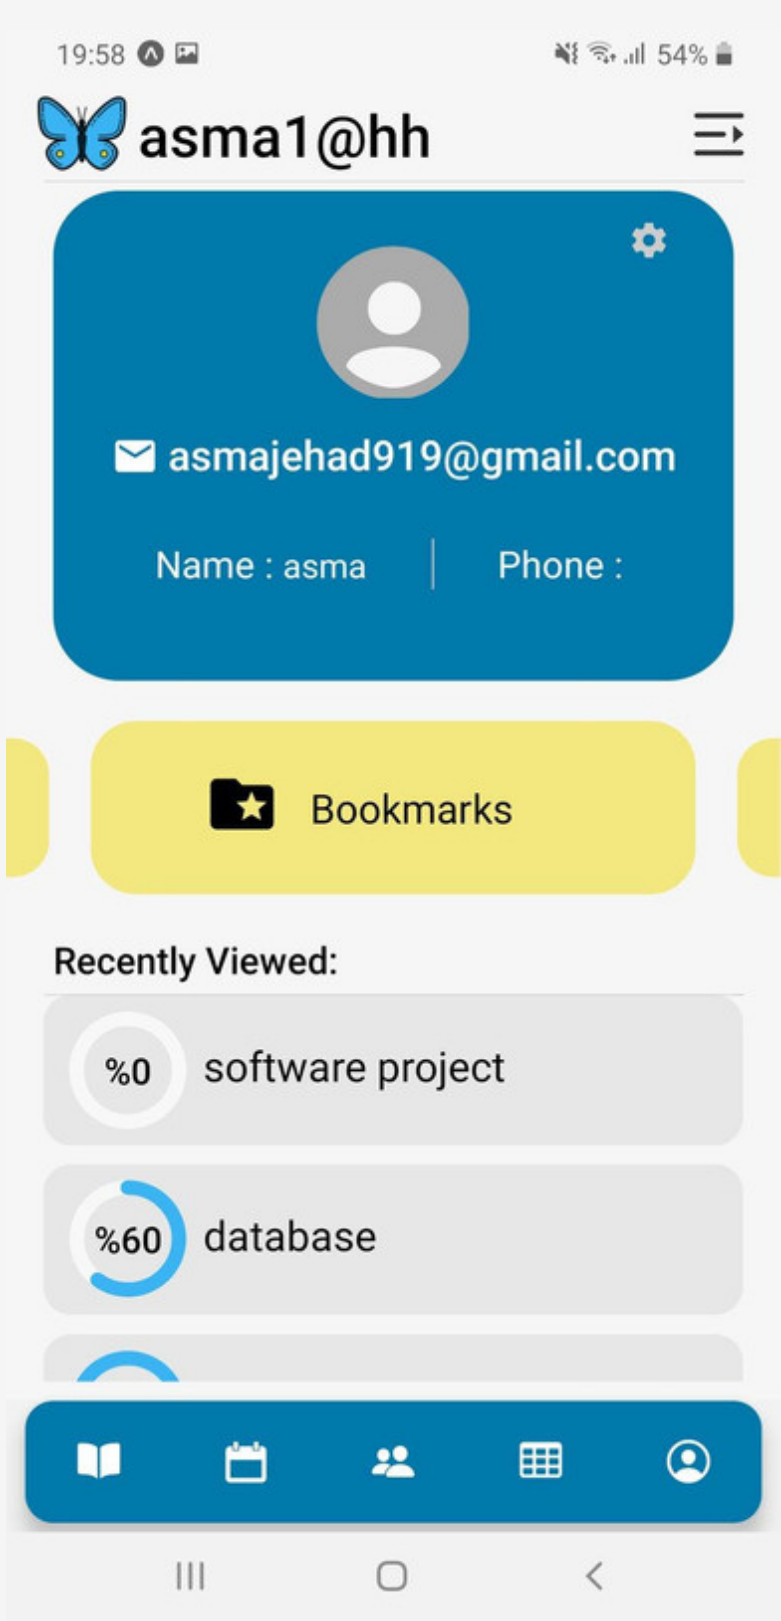 19:58 54%
asma1@hh
asmajehad919@gmail.com
Name : asma Phone :
Bookmarks
Recently Viewed:
%0 software project
%60 database